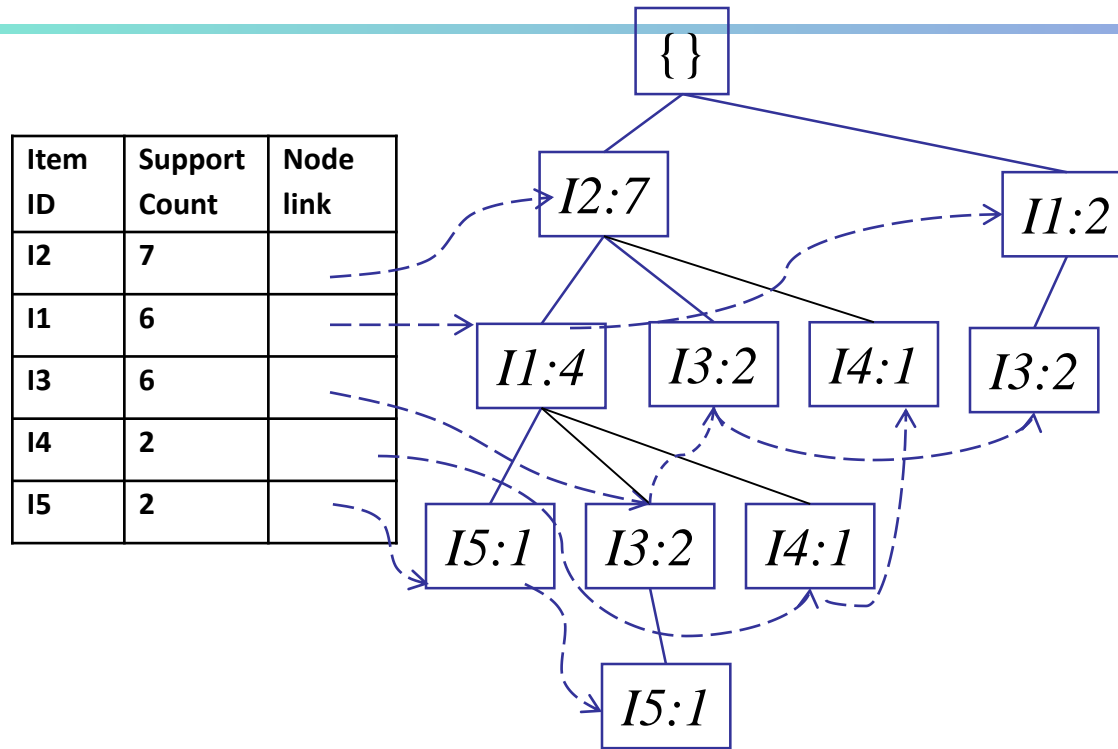 {}
Item ID Support Count Node link
I2 7
I1 6
I3 6
I4 2
I5 2
I2:7
I1:2
I1:4 I3:2 I4:1 I3:2
I5:1 I3:2 I4:1
I5:1